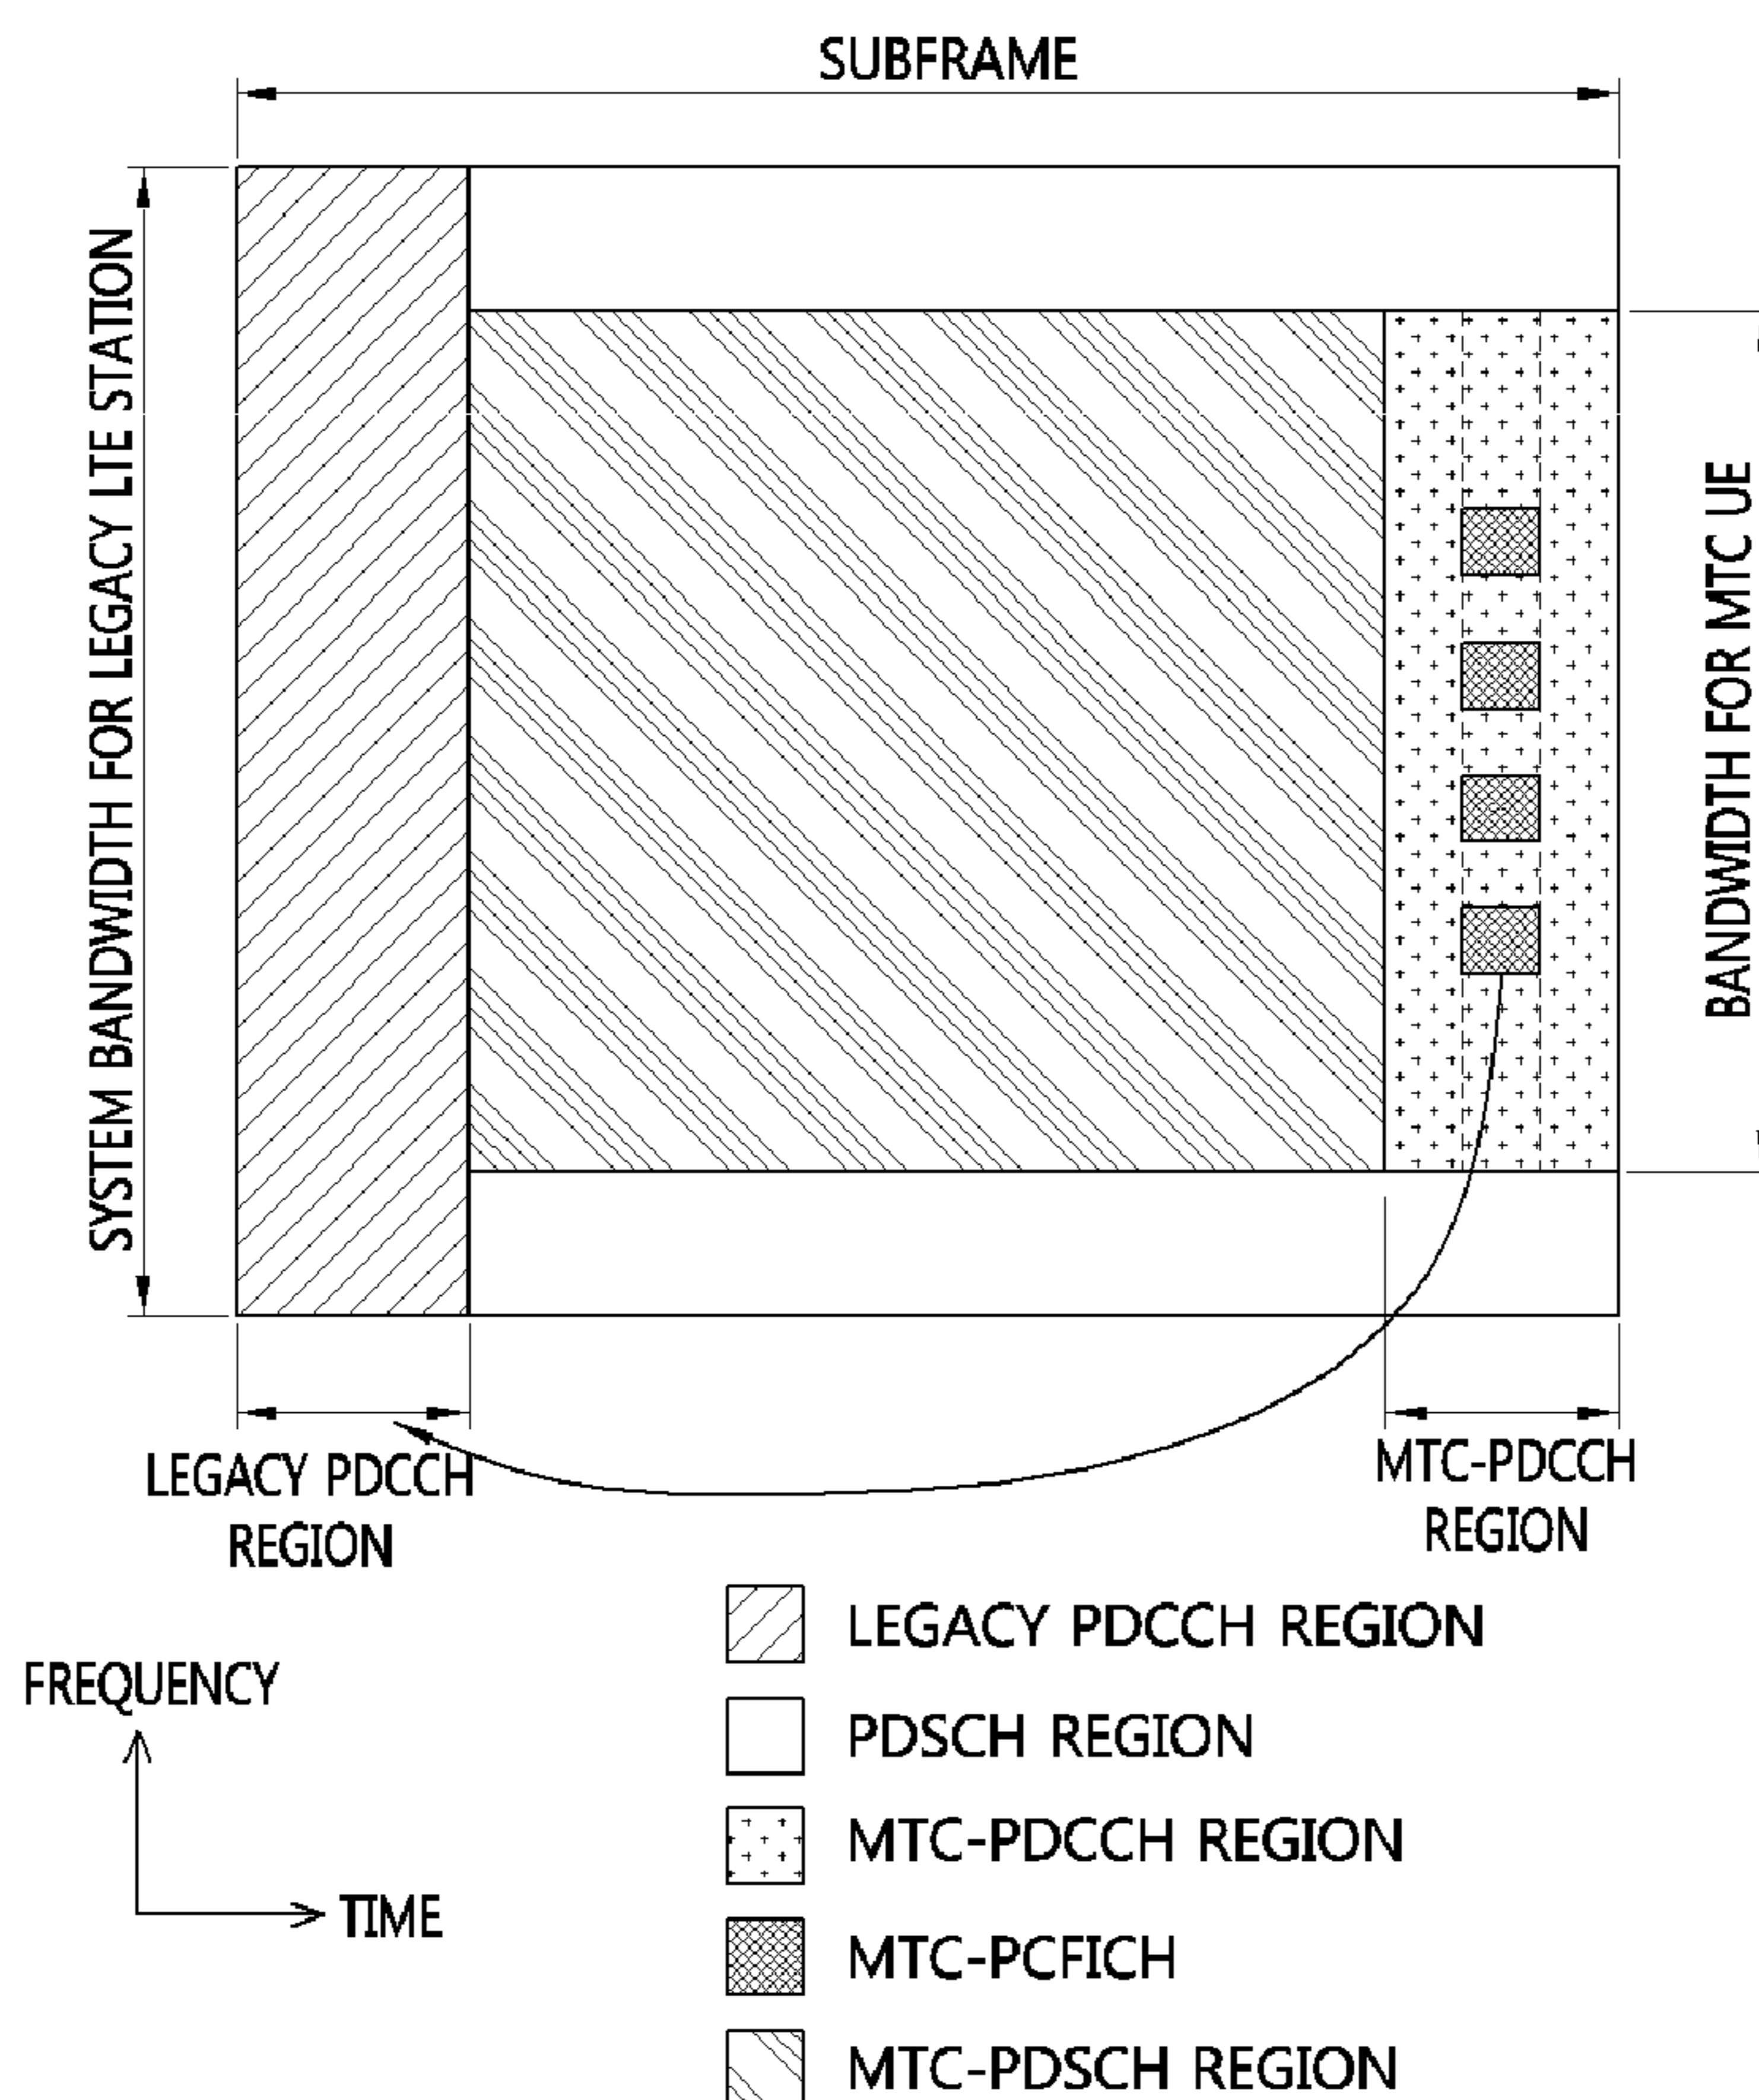 SUBFRAME
SYSTEM BANDWIDTH FOR LEGACY LTE STATION
BANDWIDTH FOR MTC UE
LEGACY PDCCH
REGION
MTC-PDCCH
REGION
LEGACY PDCCH REGION
PDSCH REGION
MTC-PDCCH REGION
MTC-PCFICH
MTC-PDSCH REGION
FREQUENCY
TIME